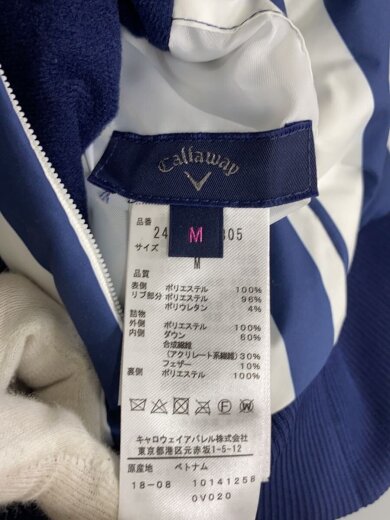 Callaway
品番
24 305
サイズ
M
M
品質
表側 ポリエステル 100%
リブ部分 ポリエステル 96%
ポリウレタン 4%
詰物
外側 ポリエステル 100%
内側 ダウン 60%
合成繊維
(アクリレート系繊維)30%
フェザー 10%
裏側 ポリエステル 100%
キャロウェイアパレル株式会社
東京都港区元赤坂1-5-12
原産地 ベトナム
18-08 10141258
0V020